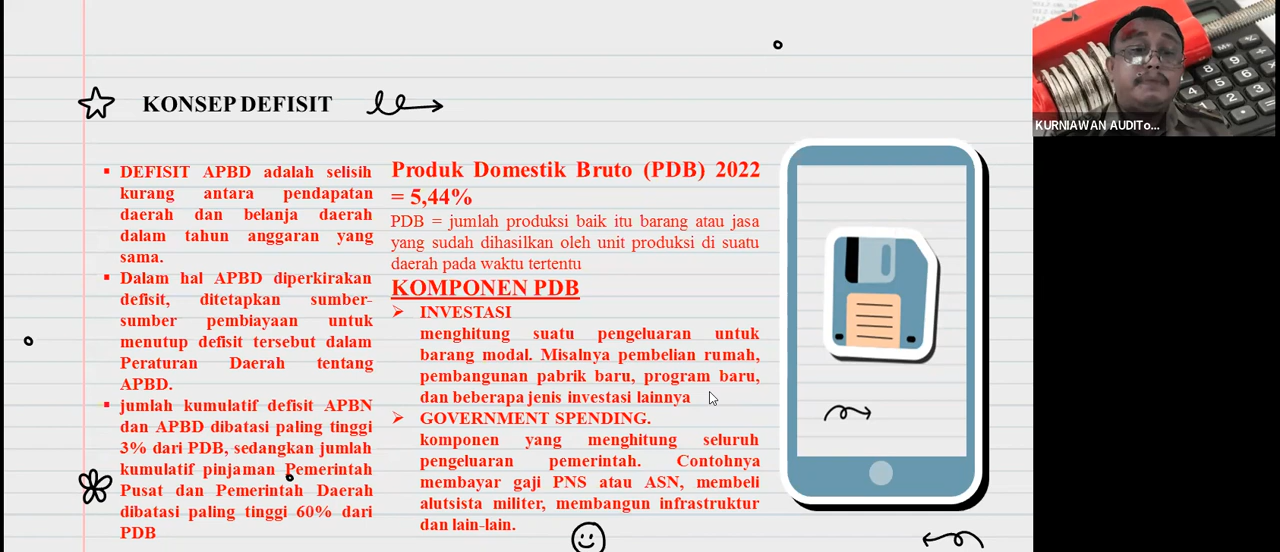 KONSEP DEFISIT
DEFISIT APBD adalah selisih
kurang antara pendapatan
daerah dan belanja daerah
dalam tahun anggaran yang
sama.
Dalam hal APBD diperkirakan
defisit, ditetapkan sumber-
sumber pembiayaan untuk
menutup defisit tersebut dalam
Peraturan Daerah tentang
APBD.
jumlah kumulatif defisit APBN
dan APBD dibatasi paling tinggi
3% dari PDB, sedangkan jumlah
kumulatif pinjaman Pemerintah
Pusat dan Pemerintah Daerah
dibatasi paling tinggi 60% dari
PDB
Produk Domestik Bruto (PDB) 2022
= 5,44%
PDB = jumlah produksi baik itu barang atau jasa
yang sudah dihasilkan oleh unit produksi di suatu
daerah pada waktu tertentu
KOMPONEN PDB
INVESTASI
menghitung suatu pengeluaran untuk
barang modal. Misalnya pembelian rumah,
pembangunan pabrik baru, program baru,
dan beberapa jenis investasi lainnya
GOVERNMENT SPENDING.
komponen yang menghitung seluruh
pengeluaran pemerintah. Contohnya
membayar gaji PNS atau ASN, membeli
alutsista militer, membangun infrastruktur
dan lain-lain.
KURNIAWAN AUDITo...